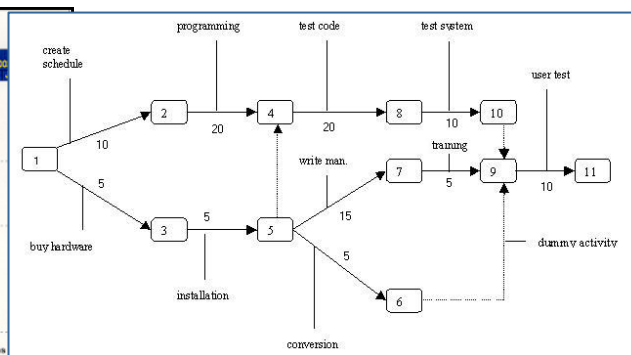 programming test code test system
create
schedule
user test
2 4 8 10
20 20 10
10
1
write man. training
7 9 11
5 5 10
5 15
3 5 5
buy hardware dummy activity
installation 6
conversion